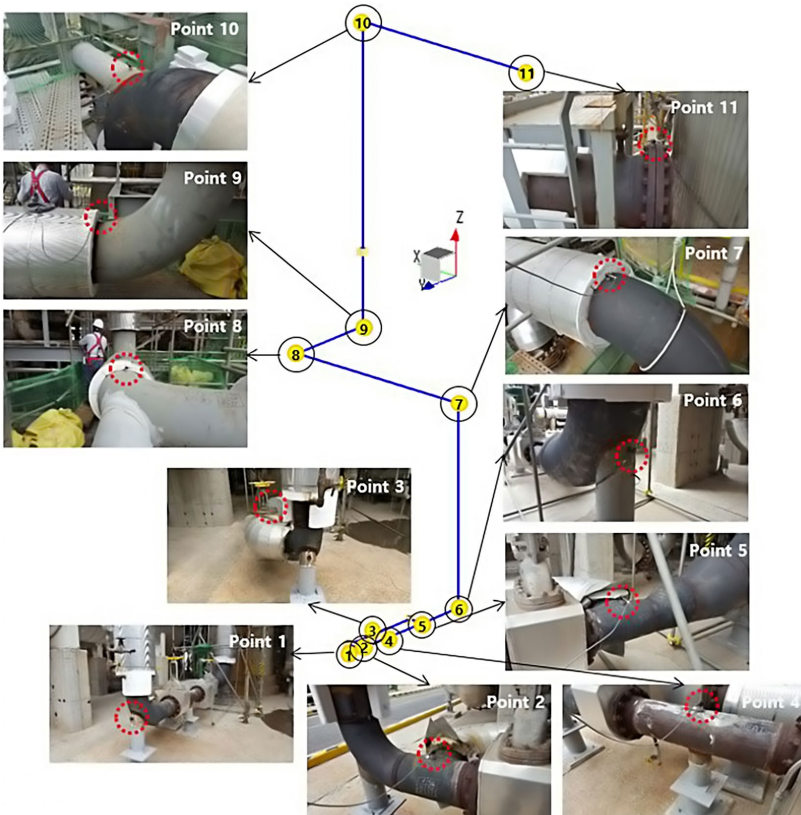 10
Point 10
11
Point 11
Point 9
Z
X
Y
Point 7
Point 8
9
8
7
Point 6
Point 3
Point 5
6
5
3
4
2
1
Point 1
Point 2
Point 4